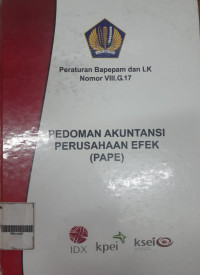 Peraturan Bapepam dan LK
Nomor VIII.G.17
PEDOMAN AKUNTANSI
PERUSAHAAN EFEK
(PAPE)
IDX
kpei
ksei